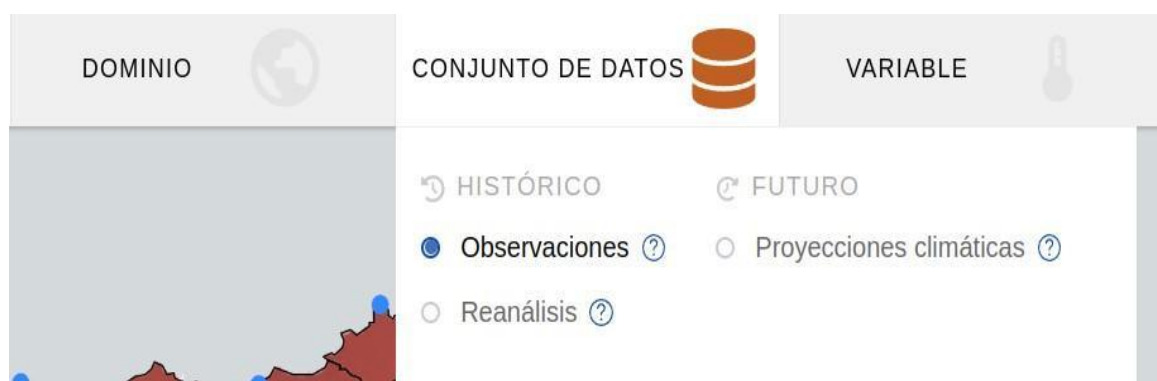 DOMINIO CONJUNTO DE DATOS VARIABLE
HISTÓRICO FUTURO
Observaciones ? Proyecciones climáticas ?
Reanálisis ?